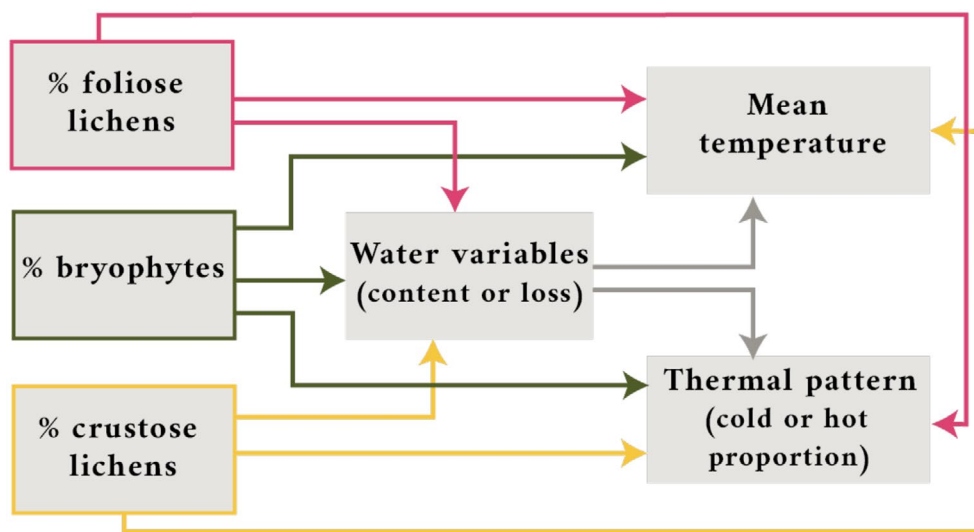 % foliose
lichens
Mean
temperature
% bryophytes
Water variables
(content or loss)
% crustose
lichens
Thermal pattern
(cold or hot
proportion)